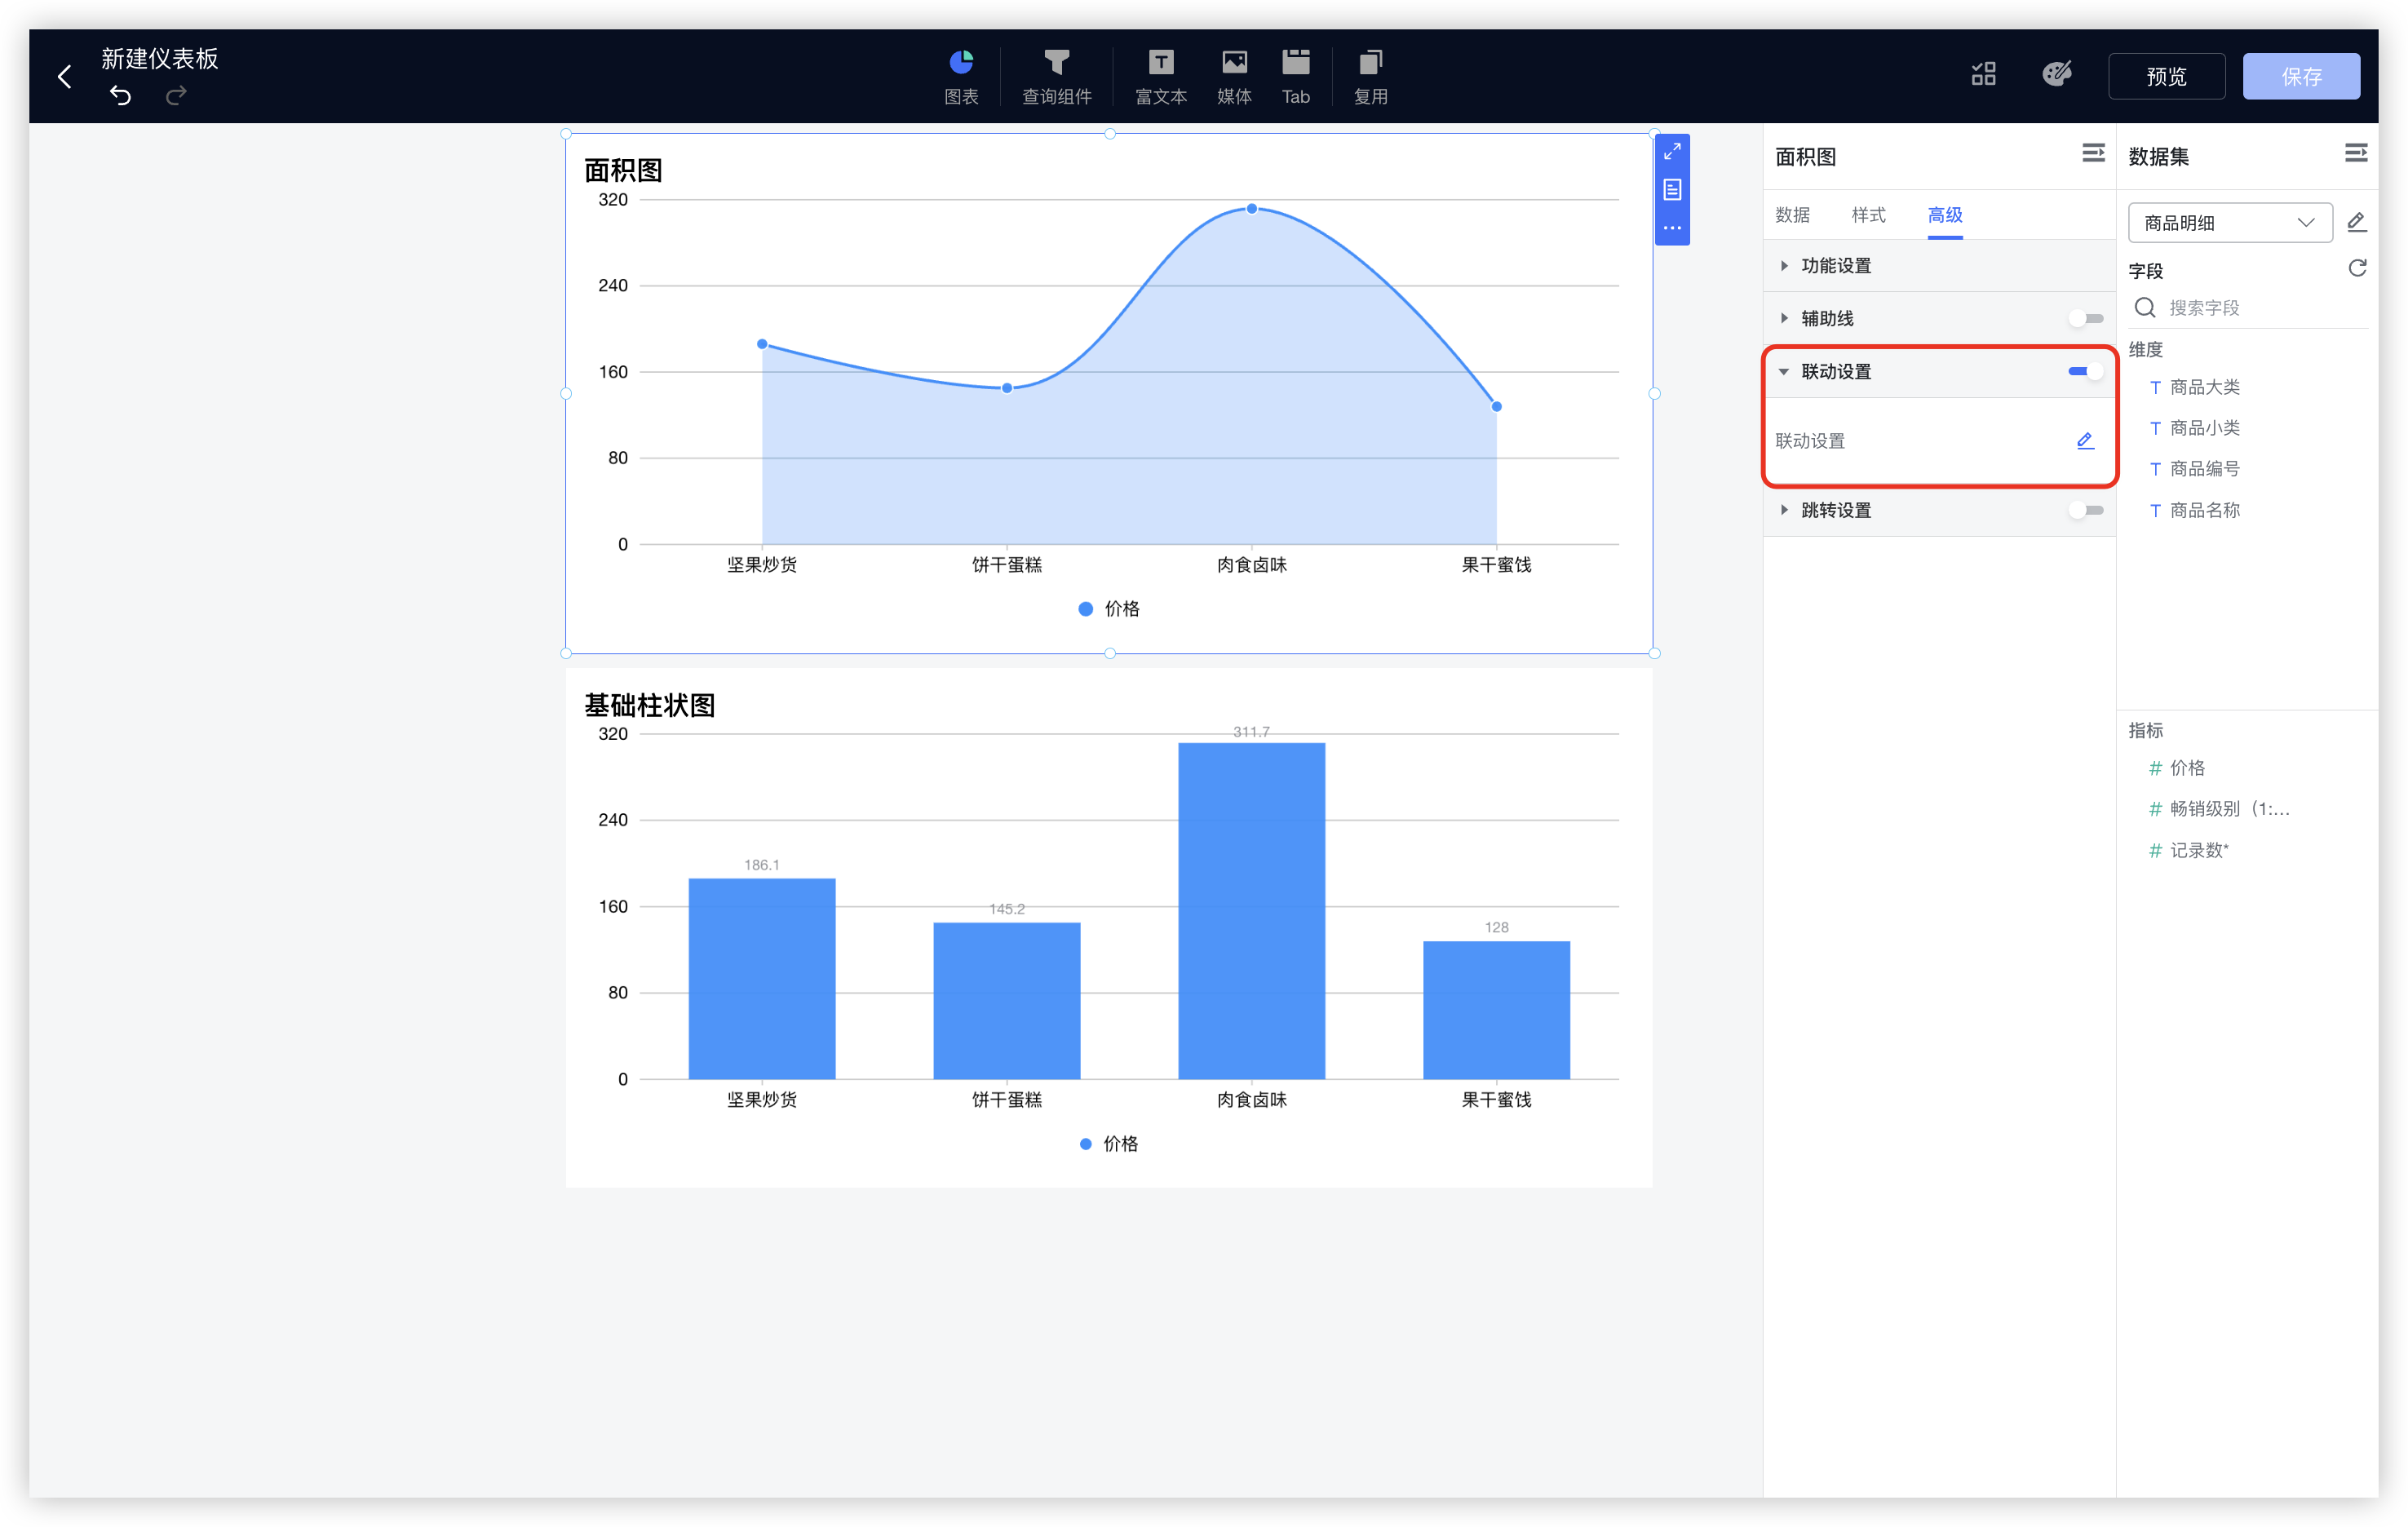 新建仪表板
图表
查询组件
富文本
媒体
Tab
复用
预览
保存
面积图
320
240
160
80
0
坚果炒货
饼干蛋糕
肉食卤味
果干蜜饯
价格
基础柱状图
320
240
160
80
0
186.1
145.2
311.7
128
坚果炒货
饼干蛋糕
肉食卤味
果干蜜饯
价格
面积图
数据
样式
高级
功能设置
辅助线
联动设置
联动设置
跳转设置
数据集
商品明细
字段
搜索字段
维度
T 商品大类
T 商品小类
T 商品编号
T 商品名称
指标
# 价格
# 畅销级别（1:...
# 记录数*